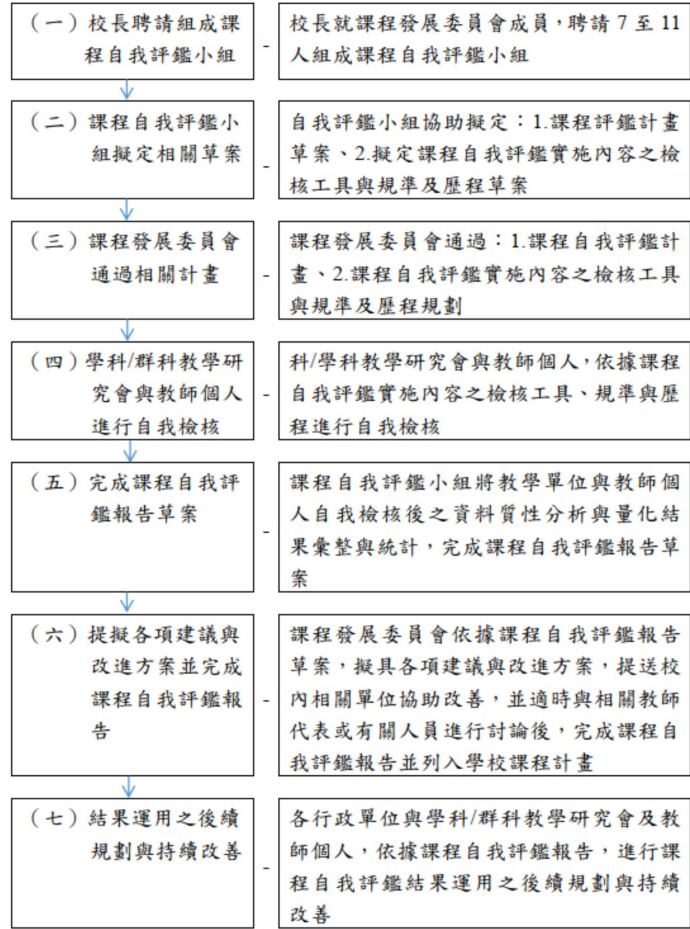 （一）校長聘請組成課
程自我評鑑小組
-
校長就課程發展委員會成員，聘請 7 至 11
人組成課程自我評鑑小組
（二）課程自我評鑑小
組擬定相關草案
-
自我評鑑小組協助擬定：1.課程評鑑計畫
草案、2.擬定課程自我評鑑實施內容之檢
核工具與規準及歷程草案
（三）課程發展委員會
通過相關計畫
-
課程發展委員會通過：1.課程自我評鑑計
畫、2.課程自我評鑑實施內容之檢核工具
與規準及歷程規劃
（四）學科/群科教學研
究會與教師個人
進行自我檢核
-
科/學科教學研究會與教師個人，依據課程
自我評鑑實施內容之檢核工具、規準與歷
程進行自我檢核
（五）完成課程自我評
鑑報告草案
-
課程自我評鑑小組將教學單位與教師個
人自我檢核後之資料質性分析與量化結
果彙整與統計，完成課程自我評鑑報告草
案
（六）提擬各項建議與
改進方案並完成
課程自我評鑑報
告
-
課程發展委員會依據課程自我評鑑報告
草案，擬具各項建議與改進方案，提送校
內相關單位協助改善，並適時與相關教師
代表或有關人員進行討論後，完成課程自
我評鑑報告並列入學校課程計畫
（七）結果運用之後續
規劃與持續改善
-
各行政單位與學科/群科教學研究會及教
師個人，依據課程自我評鑑報告，進行課
程自我評鑑結果運用之後續規劃與持續
改善